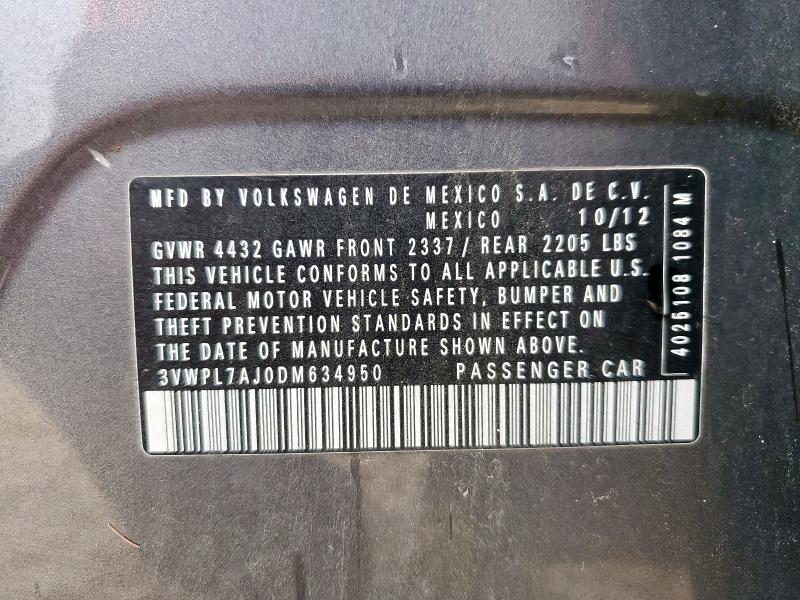 MFD BY VOLKSWAGEN DE MEXICO S.A. DE C.V.
MEXICO 10/12
GVWR 4432 GAWR FRONT 2337/ REAR 2205 LBS
THIS VEHICLE CONFORMS TO ALL APPLICABLE U.S.
FEDERAL MOTOR VEHICLE SAFETY, BUMPER AND
THEFT PREVENTION STANDARDS IN EFFECT ON
THE DATE OF MANUFACTURE SHOWN ABOVE.
3VWPL7AJ0DM634950 PASSENGER CAR
4026108 1084 M